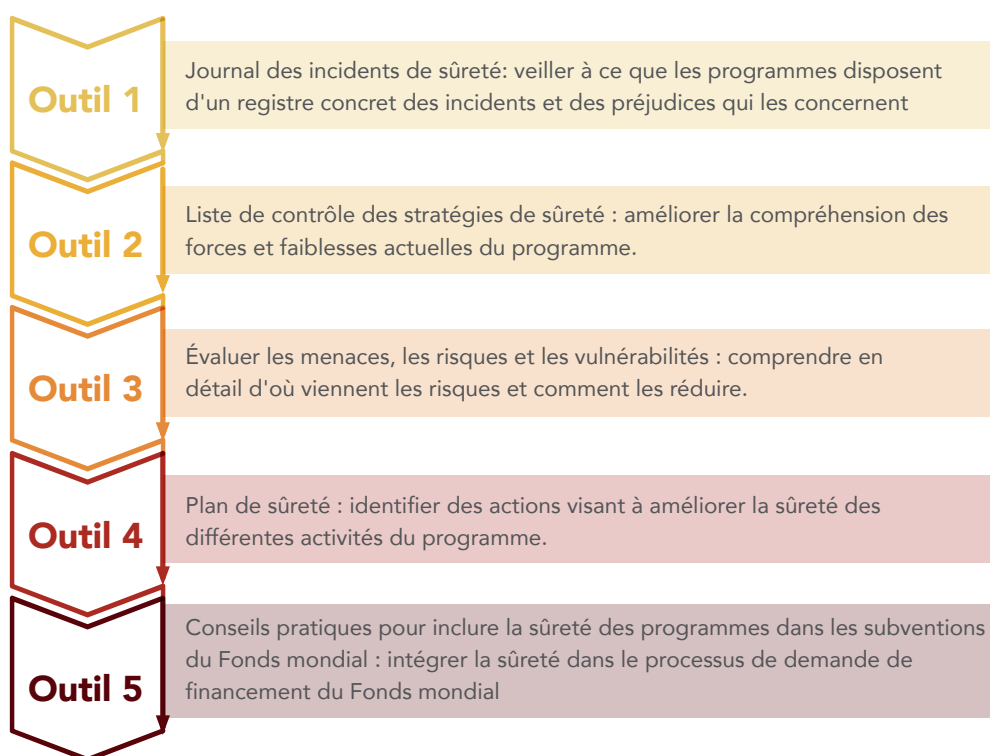 Outil 1
Journal des incidents de sûreté: veiller à ce que les programmes disposent
d'un registre concret des incidents et des préjudices qui les concernent
Outil 2
Liste de contrôle des stratégies de sûreté : améliorer la compréhension des
forces et faiblesses actuelles du programme.
Outil 3
Évaluer les menaces, les risques et les vulnérabilités : comprendre en
détail d'où viennent les risques et comment les réduire.
Outil 4
Plan de sûreté : identifier des actions visant à améliorer la sûreté des
différentes activités du programme.
Outil 5
Conseils pratiques pour inclure la sûreté des programmes dans les subventions
du Fonds mondial : intégrer la sûreté dans le processus de demande de
financement du Fonds mondial